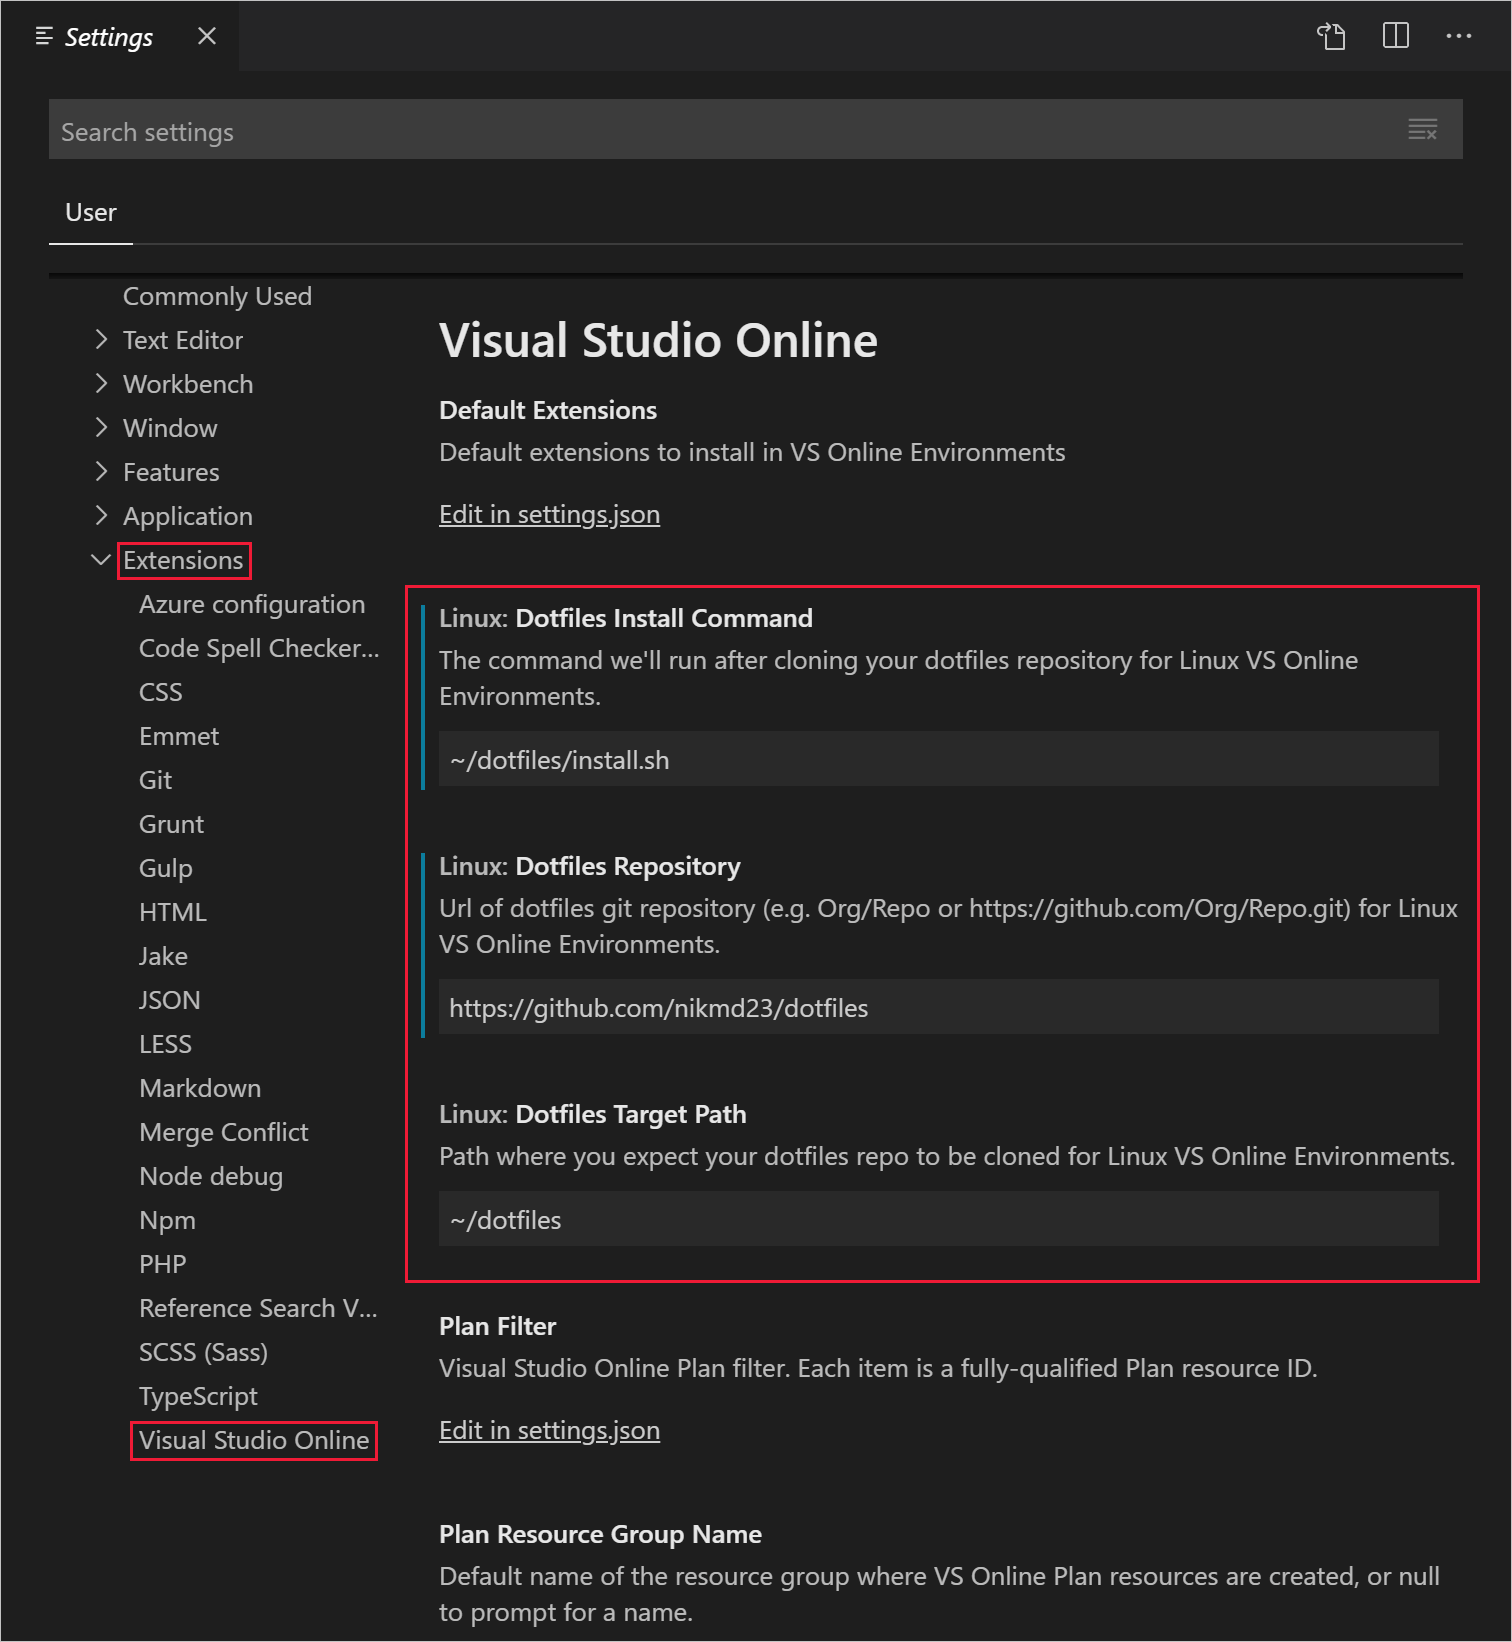 Settings
Search settings
User
Commonly Used
Text Editor
Workbench
Window
Features
Application
Extensions
Azure configuration
Code Spell Checker...
CSS
Emmet
Git
Grunt
Gulp
HTML
Jake
JSON
LESS
Markdown
Merge Conflict
Node debug
Npm
PHP
Reference Search V...
SCSS (Sass)
TypeScript
Visual Studio Online
Visual Studio Online
Default Extensions
Default extensions to install in VS Online Environments
Edit in settings.json
Linux: Dotfiles Install Command
The command we'll run after cloning your dotfiles repository for Linux VS Online
Environments.
~/dotfiles/install.sh
Linux: Dotfiles Repository
Url of dotfiles git repository (e.g. Org/Repo or https://github.com/Org/Repo.git) for Linux
VS Online Environments.
https://github.com/nikmd23/dotfiles
Linux: Dotfiles Target Path
Path where you expect your dotfiles repo to be cloned for Linux VS Online Environments.
~/dotfiles
Plan Filter
Visual Studio Online Plan filter. Each item is a fully-qualified Plan resource ID.
Edit in settings.json
Plan Resource Group Name
Default name of the resource group where VS Online Plan resources are created, or null
to prompt for a name.